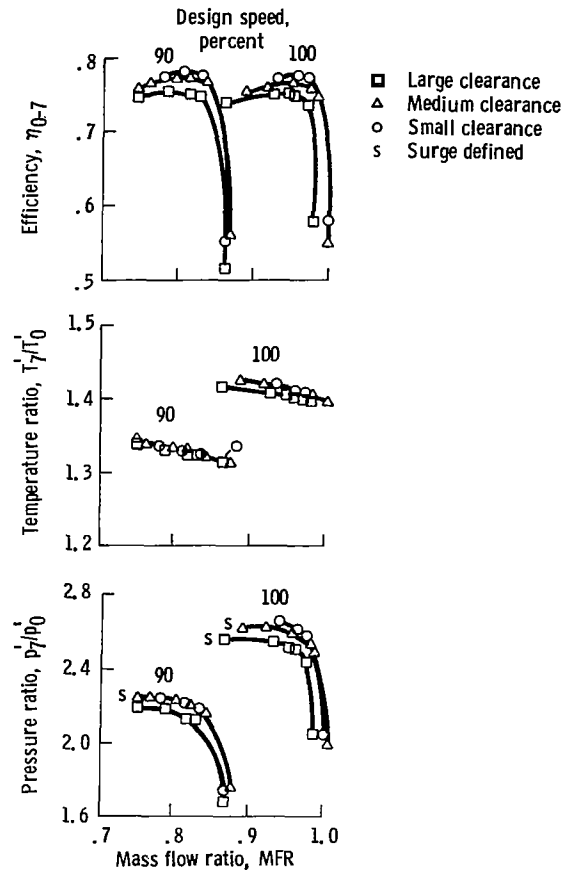 Design speed,
percent
90
100
.8
.7
.6
.5
Efficiency, η0-7
Large clearance
Medium clearance
Small clearance
S Surge defined
1.5
1.4
1.3
1.2
Temperature ratio, T'7/T'0
100
90
2.8
2.4
2.0
1.6
Pressure ratio, p'7/p'0
100
S
S
90
S
.7 .8 .9 1.0
Mass flow ratio, MFR